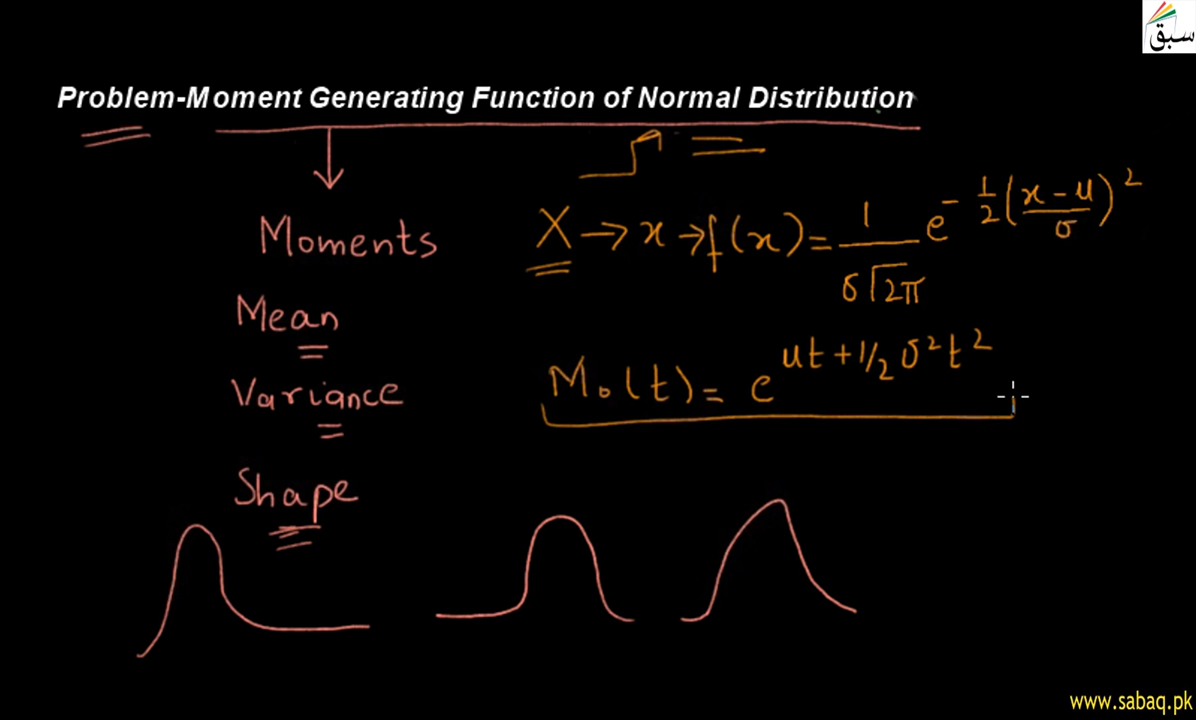 سبق
Problem-Moment Generating Function of Normal Distribution
Moments
X → x → f(x) = 1/(σ√2π) e^{-1/2((x-μ)/σ)^2}
Mean
M₀(t) = e^{μt + 1/2 σ²t²}
Variance
Shape
www.sabaq.pk